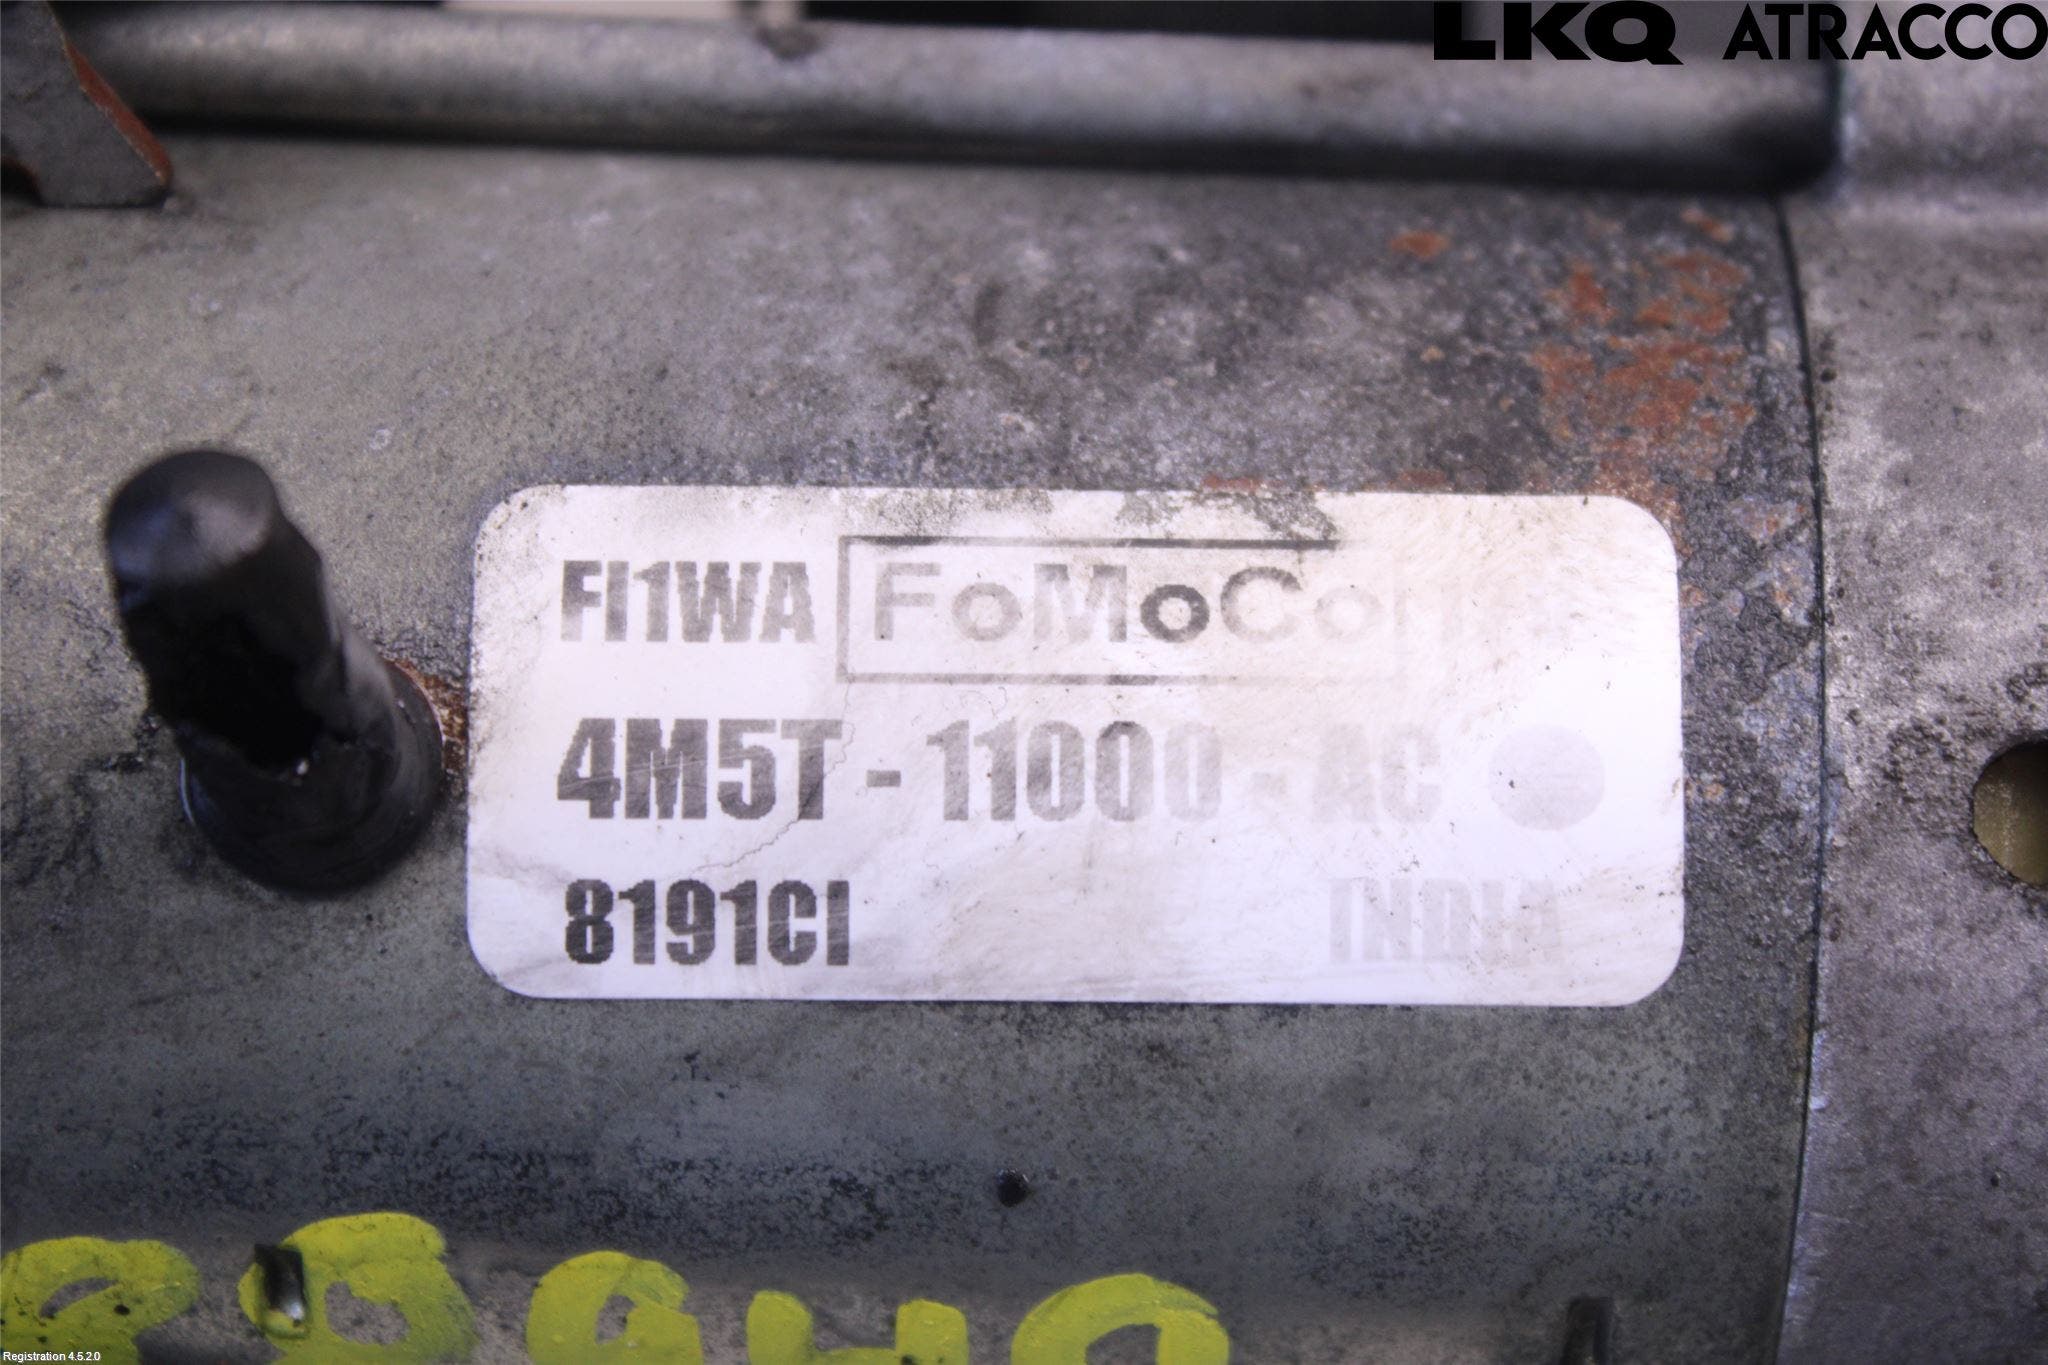 LKQ ATRACCO
FI1WA FoMoCo
4M5T - 11000 - AC
8191CI INDIA
Registration 4.5.2.0